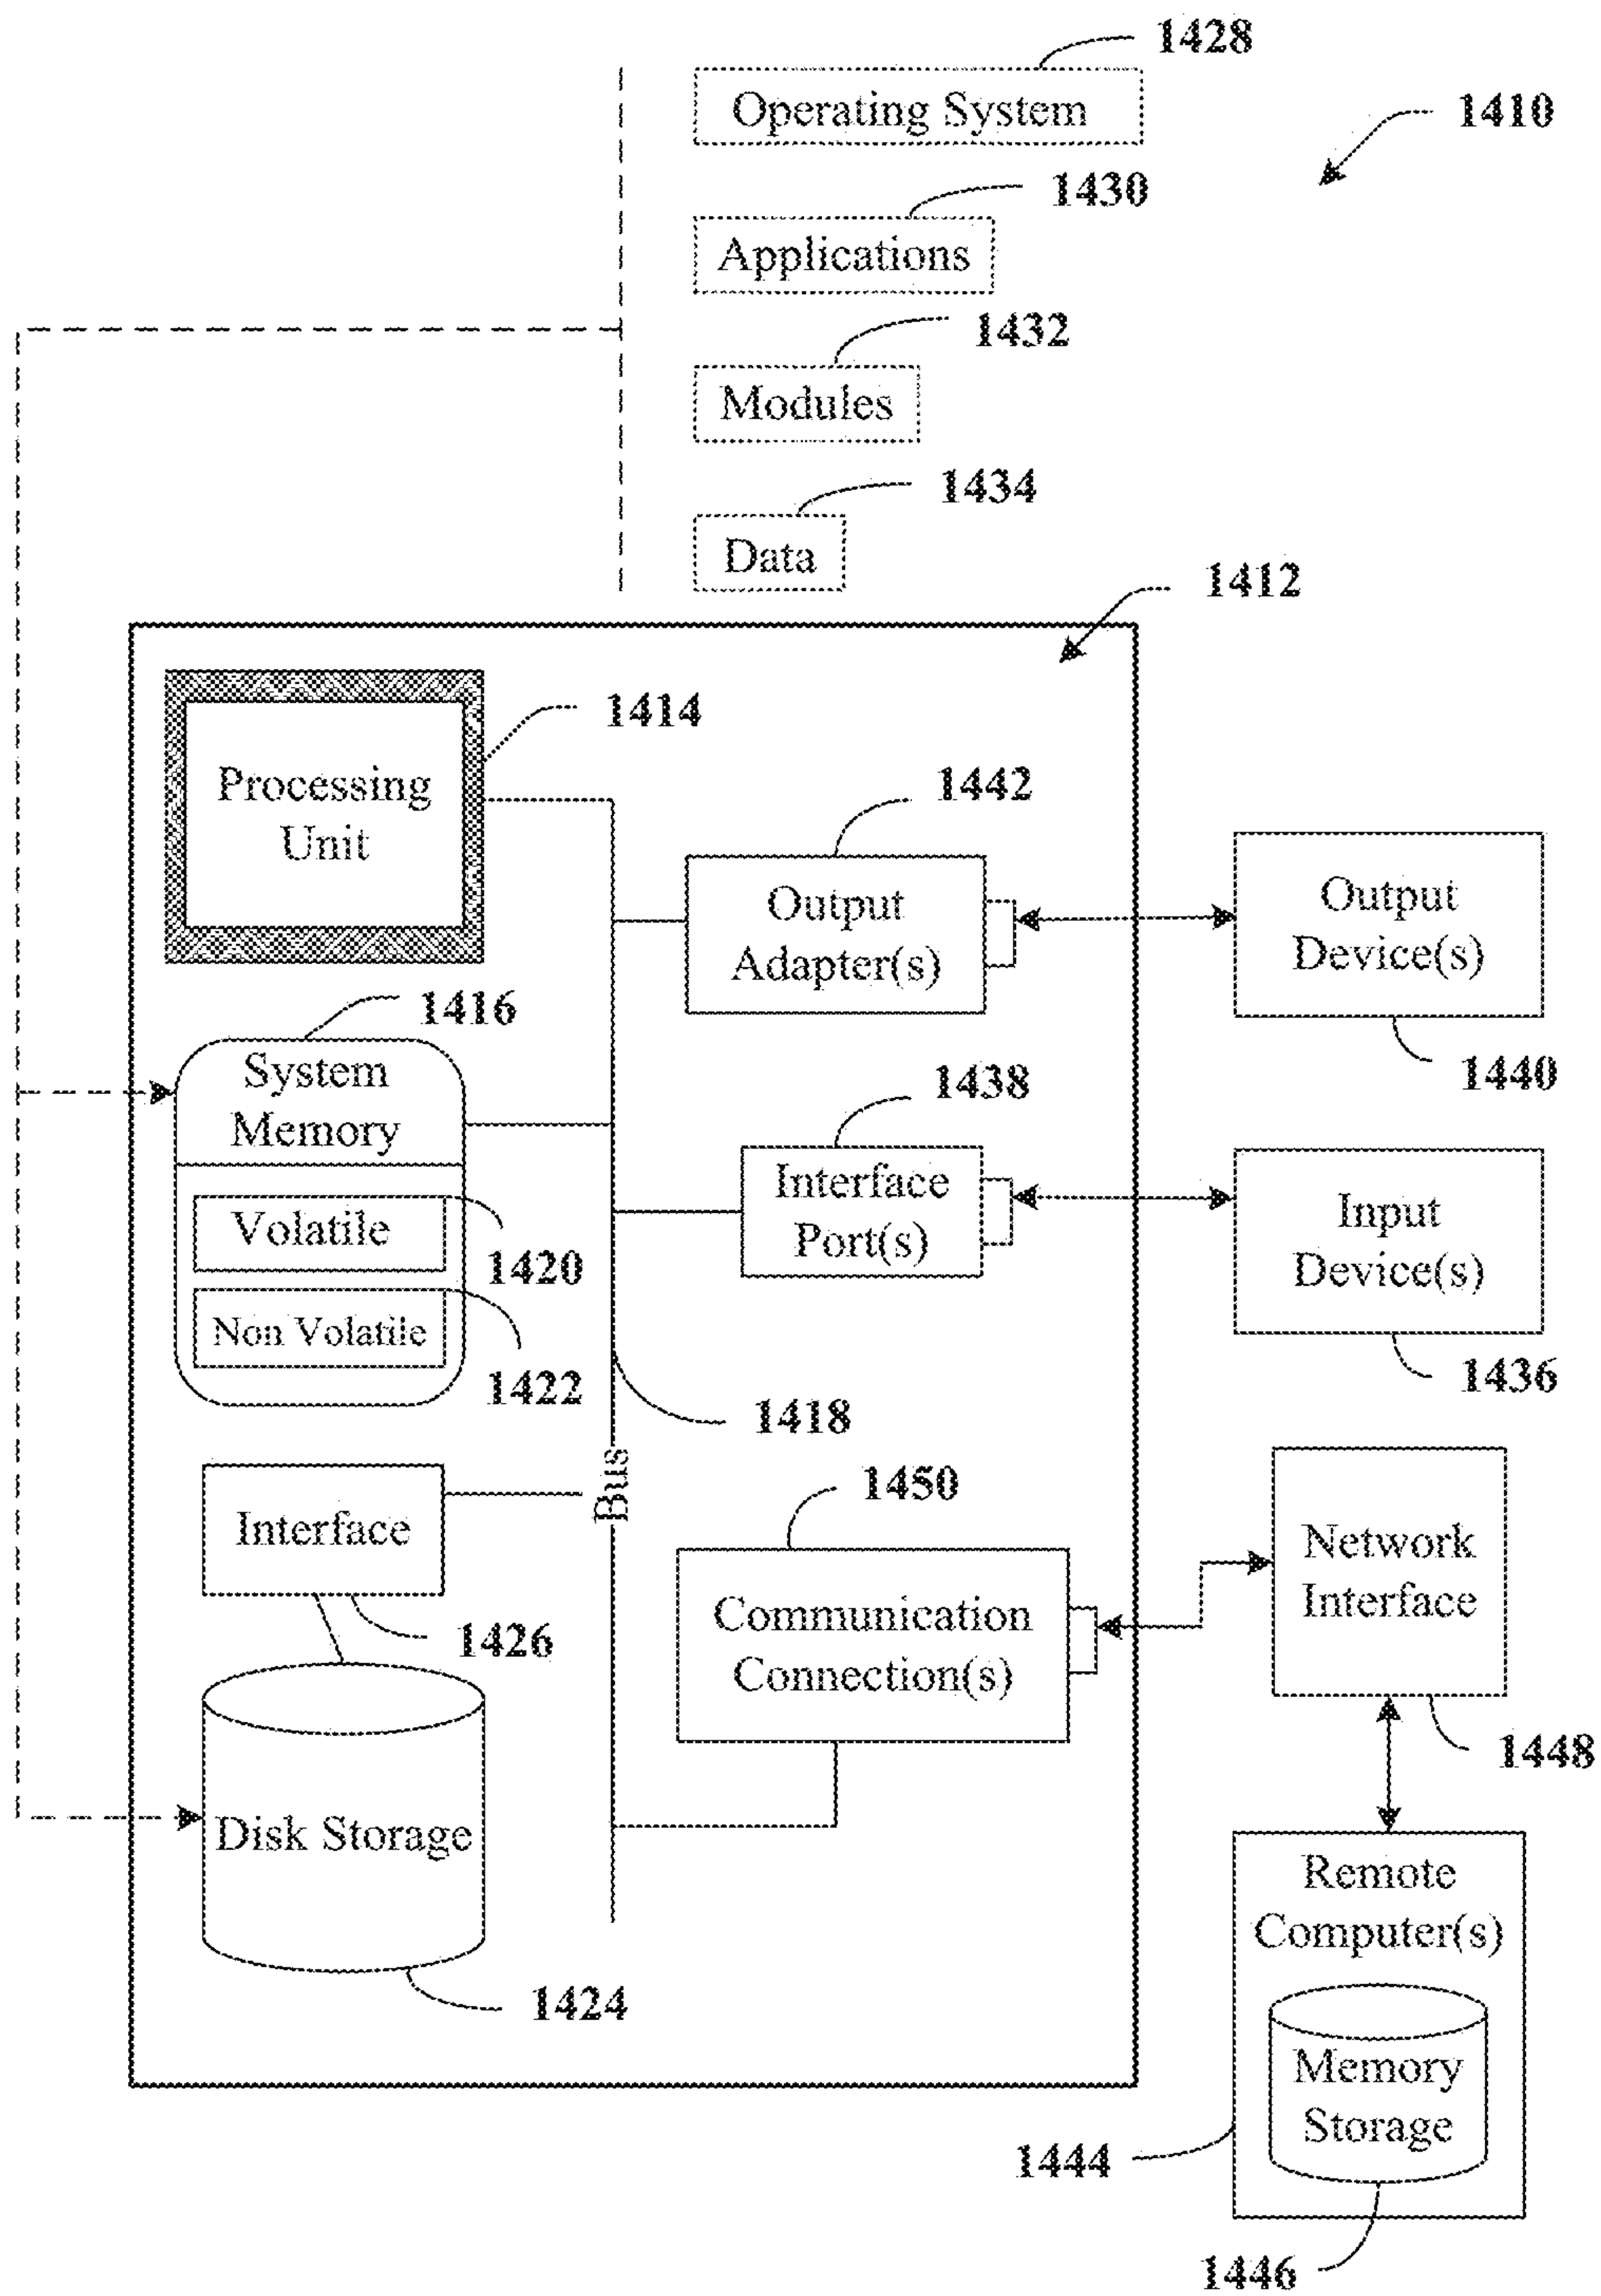 1428
Operating System
1410
1430
Applications
1432
Modules
1434
Data
1412
1414
Processing
Unit
1442
Output
Adapter(s)
Output
Device(s)
1440
1416
System
Memory
1438
Interface
Port(s)
Input
Device(s)
1436
Volatile
1420
Non Volatile
1422
1418
Bus
1450
Interface
1426
Communication
Connection(s)
Network
Interface
1448
Disk Storage
1424
Remote
Computer(s)
Memory
Storage
1444
1446